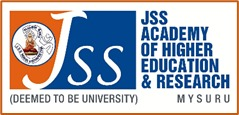 JSS
JSS
ACADEMY
OF HIGHER
EDUCATION
& RESEARCH
(DEEMED TO BE UNIVERSITY)
MYSURU